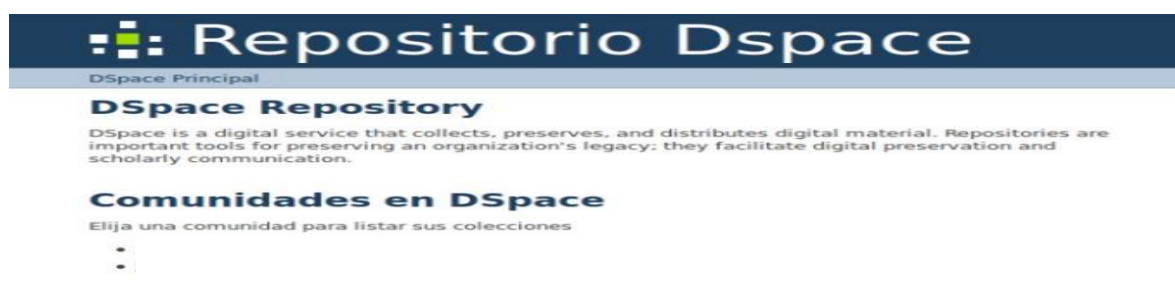 Repositorio Dspace
DSpace Principal
DSpace Repository
DSpace is a digital service that collects, preserves, and distributes digital material. Repositories are
important tools for preserving an organization's legacy; they facilitate digital preservation and
scholarly communication.
Comunidades en DSpace
Elija una comunidad para listar sus colecciones